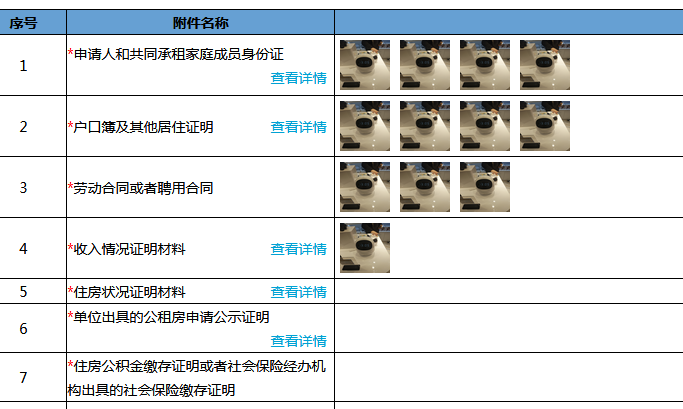 序号 附件名称
1 *申请人和共同承租家庭成员身份证
查看详情
2 *户口簿及其他居住证明 查看详情
3 *劳动合同或者聘用合同
4 *收入情况证明材料 查看详情
5 *住房状况证明材料 查看详情
6 *单位出具的公租房申请公示证明
查看详情
7 *住房公积金缴存证明或者社会保险经办机
构出具的社会保险缴存证明